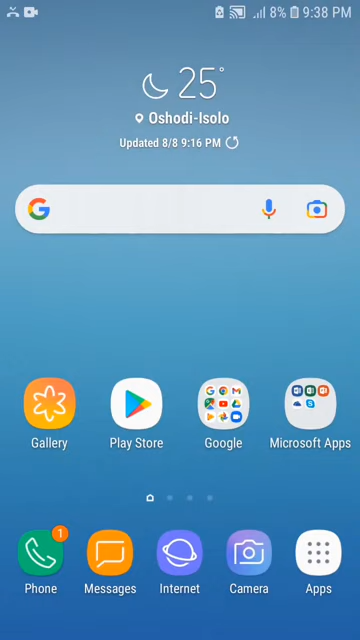 8% 9:38 PM
25°
Oshodi-Isolo
Updated 8/8 9:16 PM
Gallery
Play Store
Google
Microsoft Apps
1
Phone
Messages
Internet
Camera
Apps